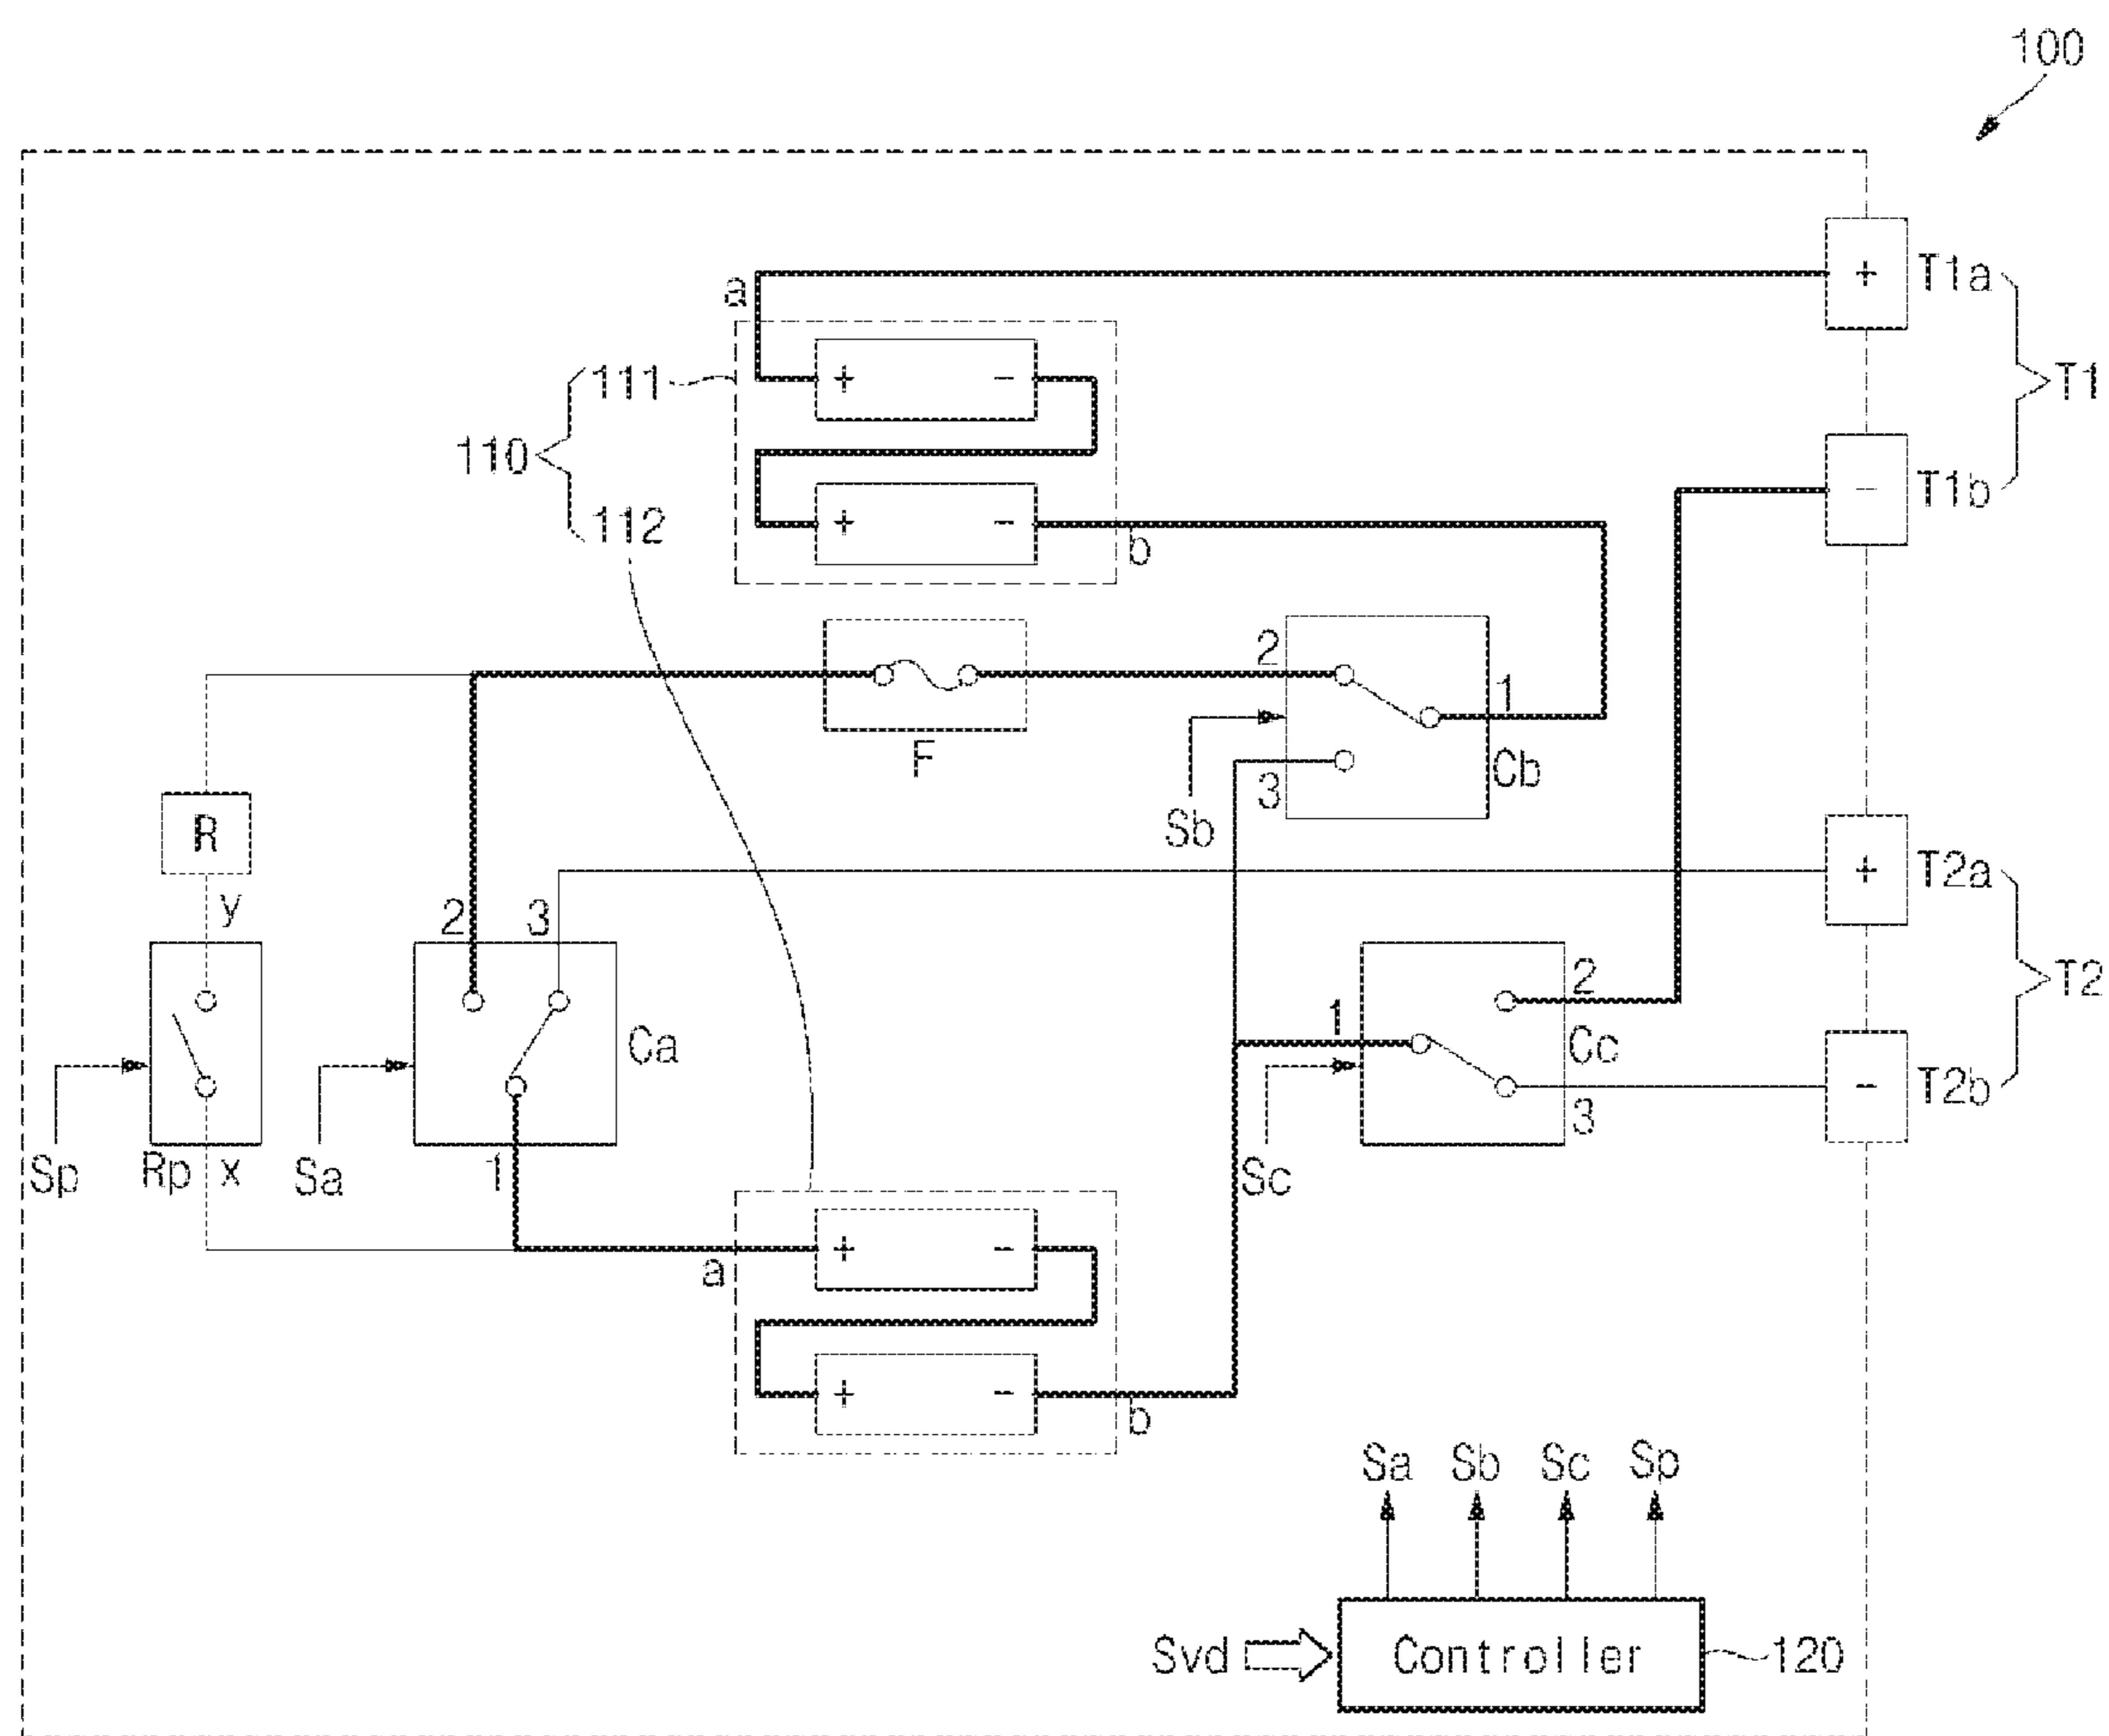 100
a
+
T1a
111
+
-
T1
110
-
T1b
112
+
-
b
2
1
F
3
Cb
Sb
R
+
T2a
y
2
3
2
T2
1
Ca
Cc
-
T2b
3
Sp
Rp
x
Sa
1
Sc
+
-
a
+
-
b
Sa
Sb
Sc
Sp
Svd
Controller
120